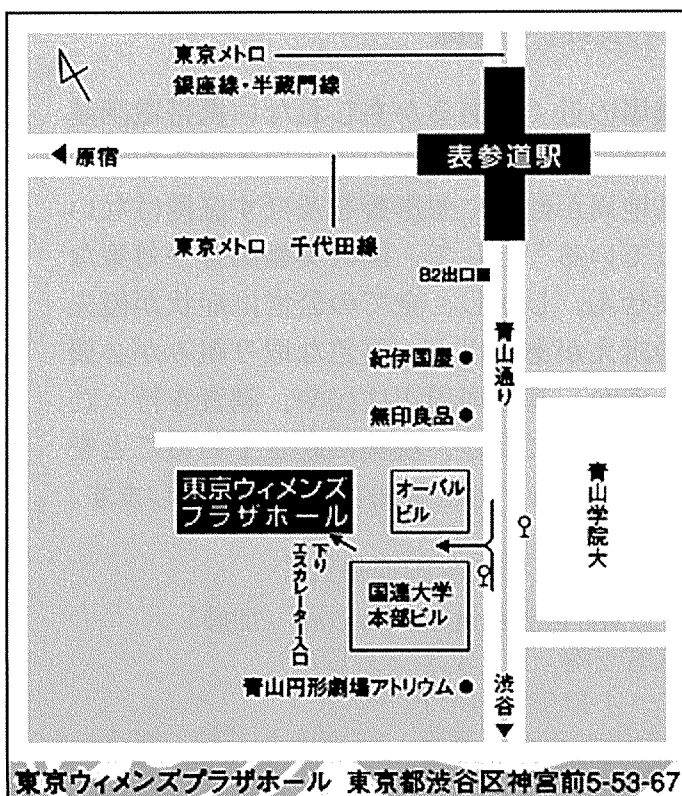 東京メトロ
銀座線・半蔵門線
表参道駅
◀原宿
東京メトロ 千代田線
B2出口■
青山通り
紀伊国屋●
無印良品●
東京ウィメンズ
プラザホール
オーバル
ビル
青山学院大
下り
エスカレーター入口
国連大学
本部ビル
青山円形劇場アトリウム●
渋谷▼
東京ウィメンズプラザホール 東京都渋谷区神宮前5-53-67